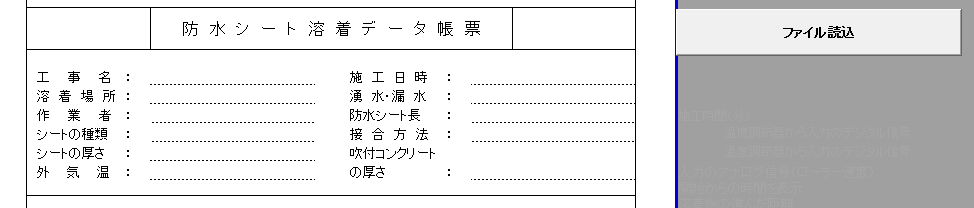 防水シート溶着データ帳票
ファイル読込
工事名：
施工日時：
溶着場所：
湧水・漏水：
作業者：
防水シート長：
シートの種類：
接合方法：
シートの厚さ：
吹付コンクリート
外気温：
の厚さ：